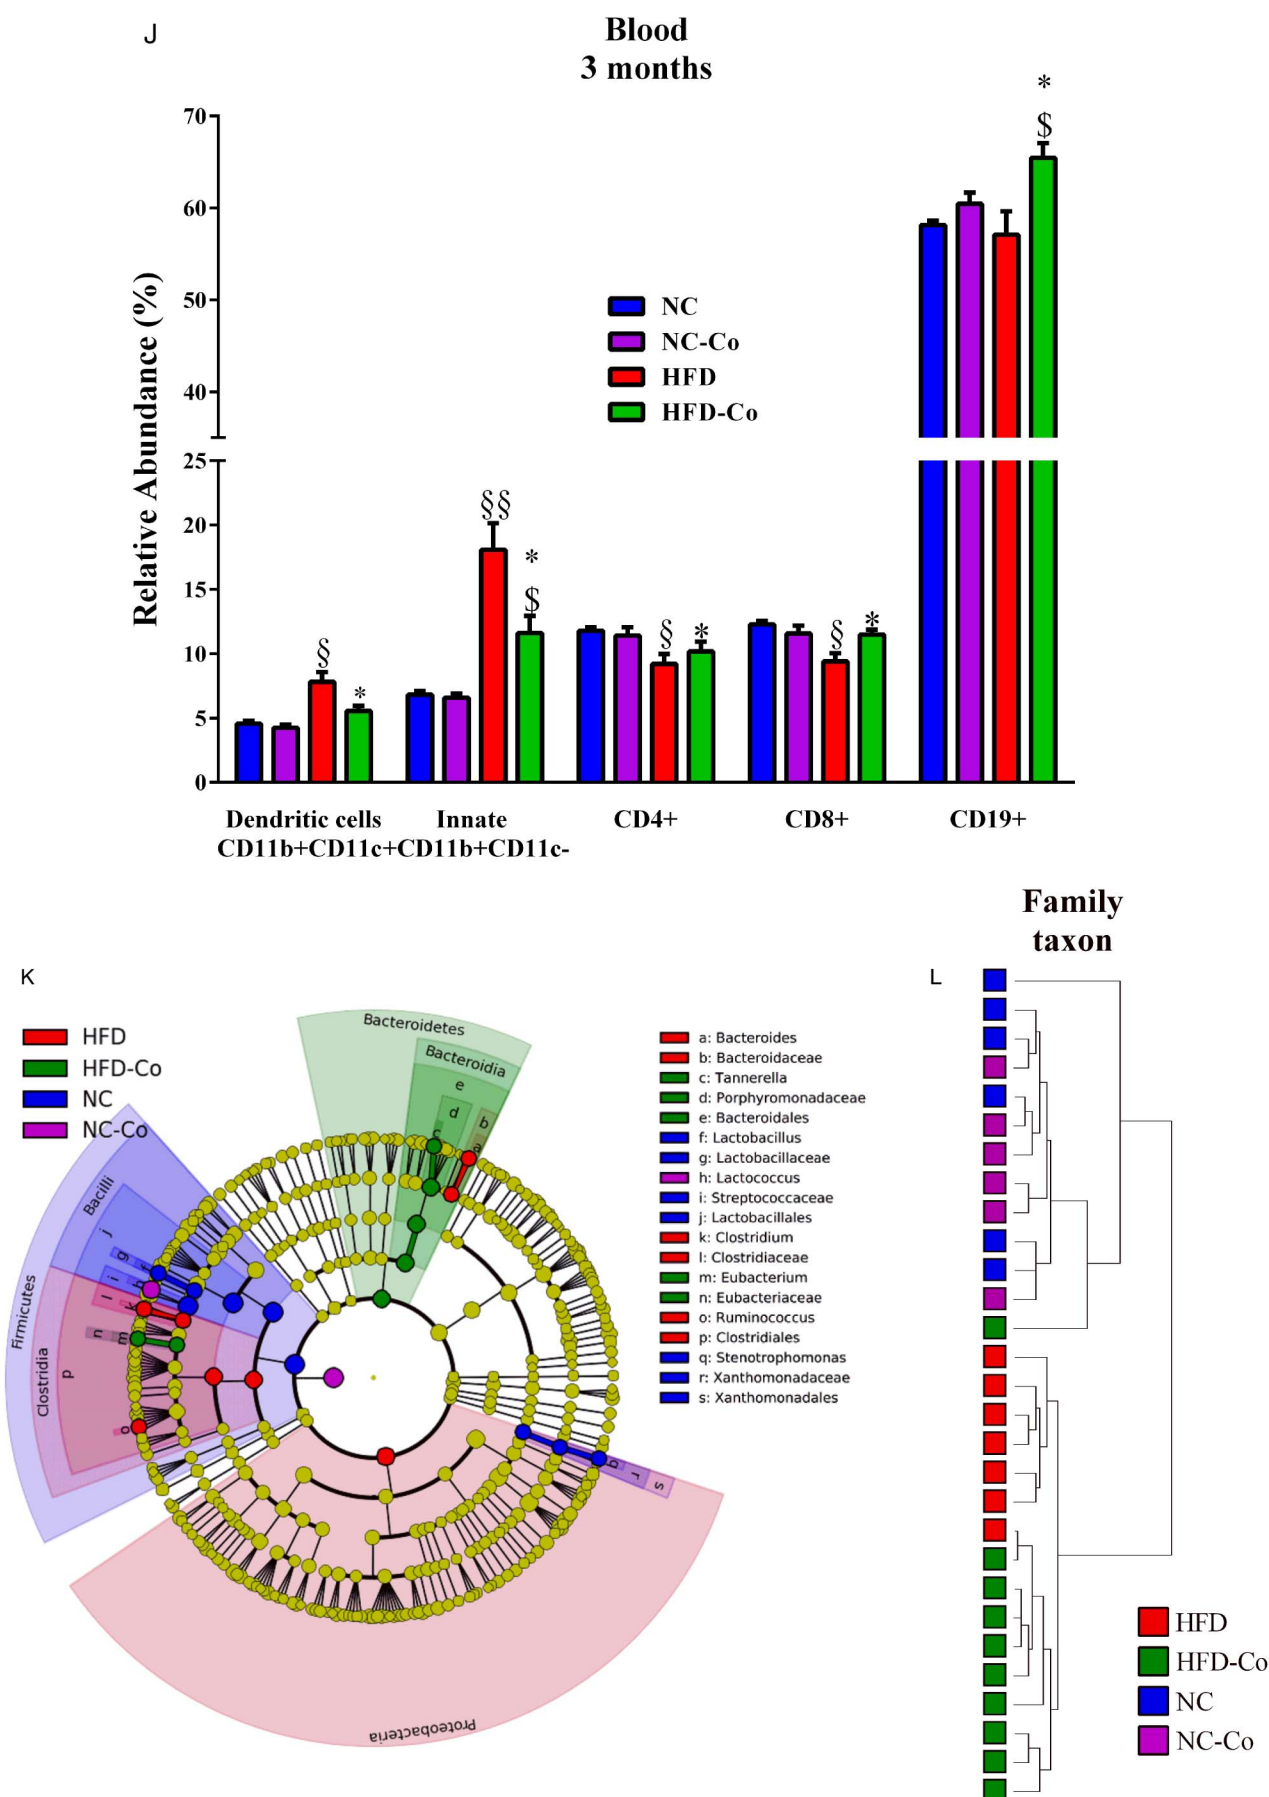 J
Blood
3 months
*
$
70
60
50
40
25
20
15
10
5
0
Relative Abundance (%)
NC
NC-Co
HFD
HFD-Co
§
*
§§
*
$
§
*
§
*
Dendritic cells
CD11b+CD11c+
Innate
CD11b+CD11c-
CD4+
CD8+
CD19+
K
HFD
HFD-Co
NC
NC-Co
Bacteroidetes
Bacteroidia
e
d
c
b
a
Bacilli
j
g
f
i
h
l
k
n
m
p
o
Firmicutes
Clostridia
q
r
s
Proteobacteria
a: Bacteroides
b: Bacteroidaceae
c: Tannerella
d: Porphyromonadaceae
e: Bacteroidales
f: Lactobacillus
g: Lactobacillaceae
h: Lactococcus
i: Streptococcaceae
j: Lactobacillales
k: Clostridium
l: Clostridiaceae
m: Eubacterium
n: Eubacteriaceae
o: Ruminococcus
p: Clostridiales
q: Stenotrophomonas
r: Xanthomonadaceae
s: Xanthomonadales
L
Family
taxon
HFD
HFD-Co
NC
NC-Co